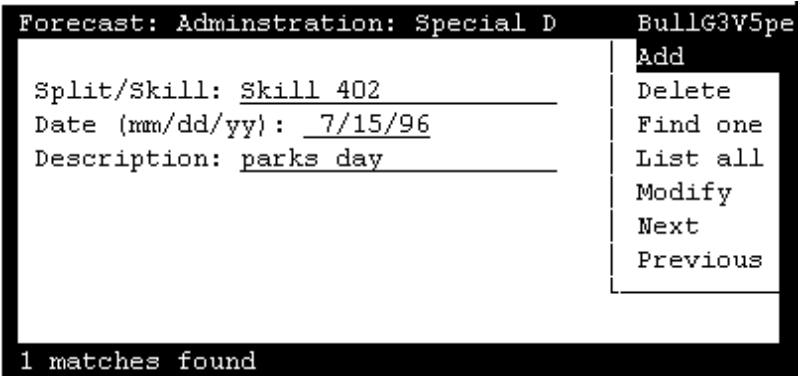 Forecast: Adminstration: Special D BullG3V5pe
Add
Split/Skill: Skill 402 Delete
Date (mm/dd/yy): 7/15/96 Find one
Description: parks day List all
Modify
Next
Previous
1 matches found